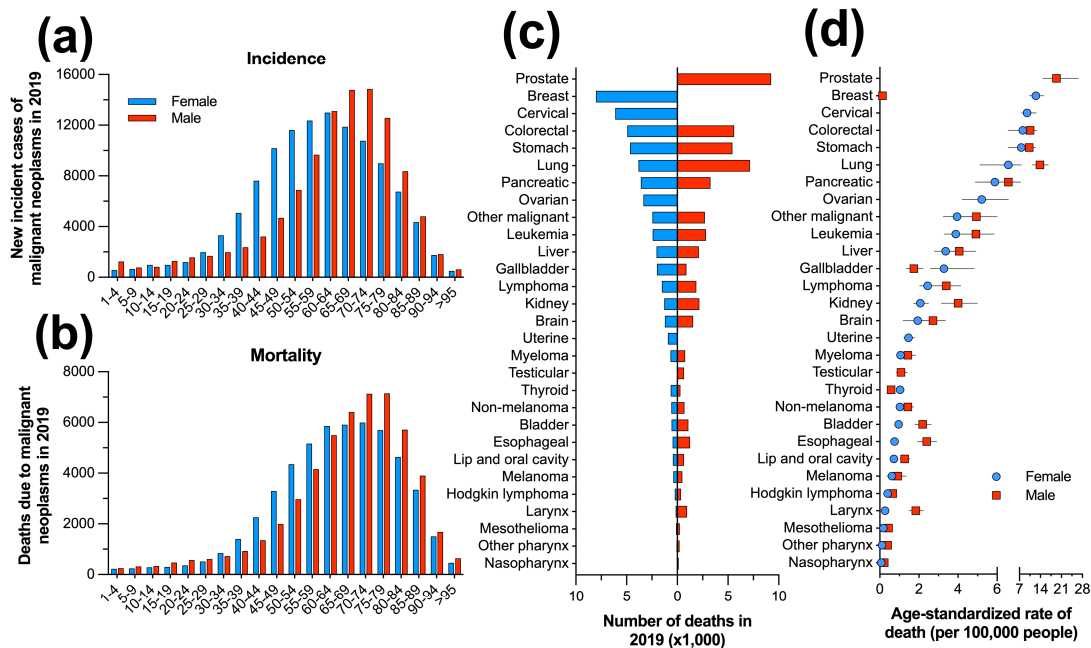 (a)
Incidence
New incident cases of
malignant neoplasms in 2019
16000
12000
8000
4000
0
Female
Male
1-4
5-9
10-14
15-19
20-24
25-29
30-34
35-39
40-44
45-49
50-54
55-59
60-64
65-69
70-74
75-79
80-84
85-89
90-94
>95
(b)
Mortality
Deaths due to malignant
neoplasms in 2019
8000
6000
4000
2000
0
1-4
5-9
10-14
15-19
20-24
25-29
30-34
35-39
40-44
45-49
50-54
55-59
60-64
65-69
70-74
75-79
80-84
85-89
90-94
>95
(c)
Prostate
Breast
Cervical
Colorectal
Stomach
Lung
Pancreatic
Ovarian
Other malignant
Leukemia
Liver
Gallbladder
Lymphoma
Kidney
Brain
Uterine
Myeloma
Testicular
Thyroid
Non-melanoma
Bladder
Esophageal
Lip and oral cavity
Melanoma
Hodgkin lymphoma
Larynx
Mesothelioma
Other pharynx
Nasopharynx
10 5 0 5 10
Number of deaths in
2019 (x1,000)
(d)
Prostate
Breast
Cervical
Colorectal
Stomach
Lung
Pancreatic
Ovarian
Other malignant
Leukemia
Liver
Gallbladder
Lymphoma
Kidney
Brain
Uterine
Myeloma
Testicular
Thyroid
Non-melanoma
Bladder
Esophageal
Lip and oral cavity
Melanoma
Hodgkin lymphoma
Larynx
Mesothelioma
Other pharynx
Nasopharynx
Female
Male
0 2 4 6 7 14 21 28
Age-standardized rate of
death (per 100,000 people)